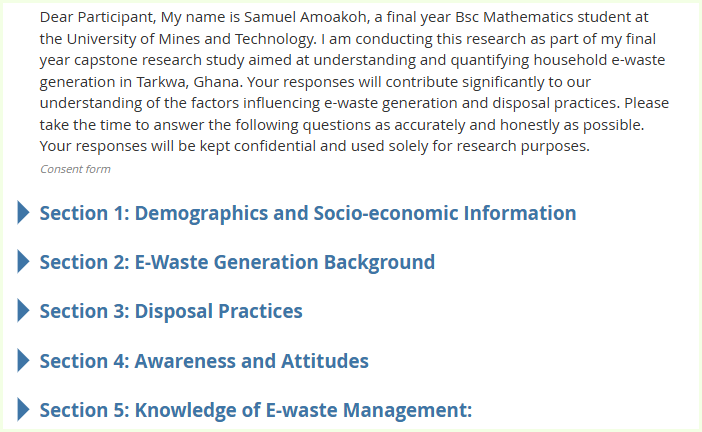 Dear Participant, My name is Samuel Amoakoh, a final year Bsc Mathematics student at
the University of Mines and Technology. I am conducting this research as part of my final
year capstone research study aimed at understanding and quantifying household e-waste
generation in Tarkwa, Ghana. Your responses will contribute significantly to our
understanding of the factors influencing e-waste generation and disposal practices. Please
take the time to answer the following questions as accurately and honestly as possible.
Your responses will be kept confidential and used solely for research purposes.
Consent form
Section 1: Demographics and Socio-economic Information
Section 2: E-Waste Generation Background
Section 3: Disposal Practices
Section 4: Awareness and Attitudes
Section 5: Knowledge of E-waste Management: